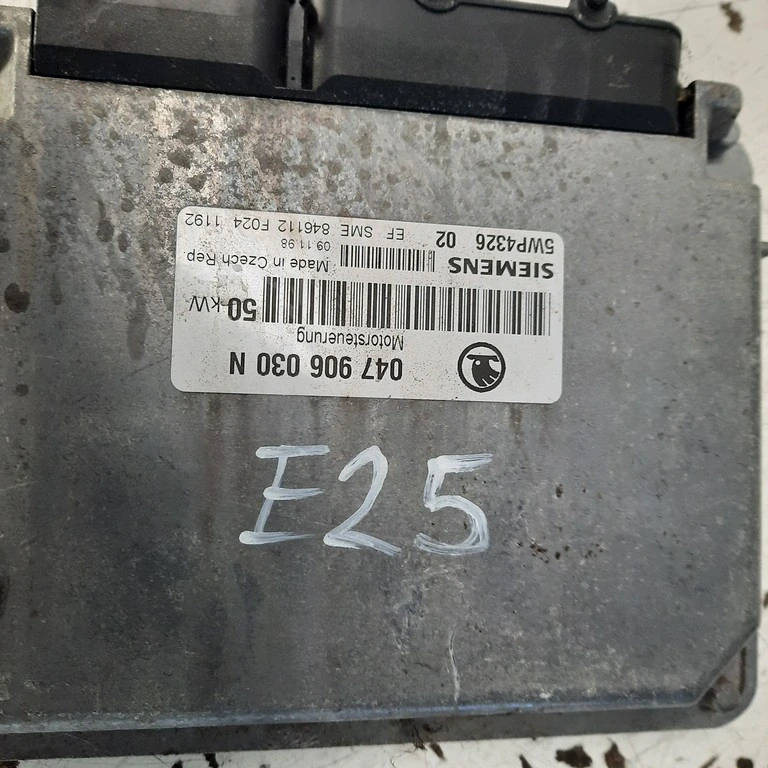 047 906 030 N
Motorsteuerung
50 kW
SIEMENS Made in Czech Rep. 09.11.98
5WP4326 02 EF SME 846112 F024 1192
E25